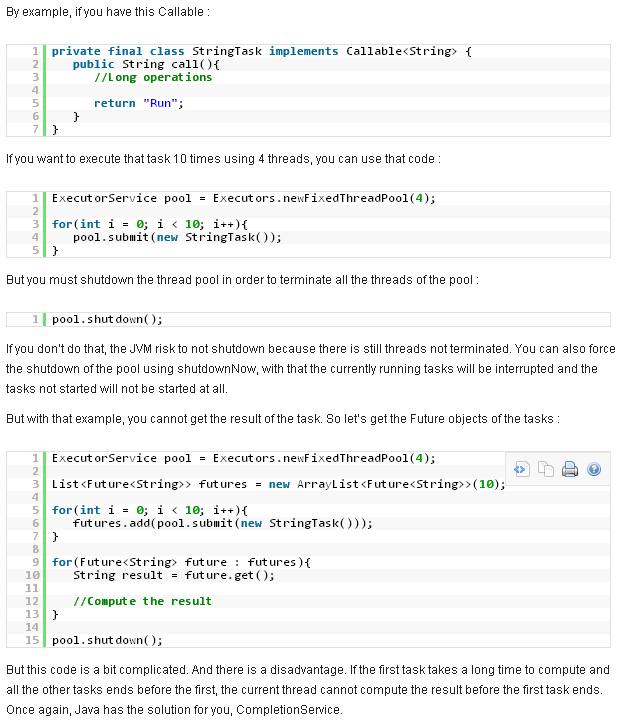 By example, if you have this Callable :
1 private final class StringTask implements Callable<String> {
2 public String call(){
3 //Long operations
4
5 return "Run";
6 }
7 }
If you want to execute that task 10 times using 4 threads, you can use that code :
1 ExecutorService pool = Executors.newFixedThreadPool(4);
2
3 for(int i = 0; i < 10; i++){
4 pool.submit(new StringTask());
5 }
But you must shutdown the thread pool in order to terminate all the threads of the pool :
1 pool.shutdown();
If you don't do that, the JVM risk to not shutdown because there is still threads not terminated. You can also force
the shutdown of the pool using shutdownNow, with that the currently running tasks will be interrupted and the
tasks not started will not be started at all.
But with that example, you cannot get the result of the task. So let's get the Future objects of the tasks :
1 ExecutorService pool = Executors.newFixedThreadPool(4);
2
3 List<Future<String>> futures = new ArrayList<Future<String>>(10);
4
5 for(int i = 0; i < 10; i++){
6 futures.add(pool.submit(new StringTask()));
7 }
8
9 for(Future<String> future : futures){
10 String result = future.get();
11
12 //Compute the result
13 }
14
15 pool.shutdown();
But this code is a bit complicated. And there is a disadvantage. If the first task takes a long time to compute and
all the other tasks ends before the first, the current thread cannot compute the result before the first task ends.
Once again, Java has the solution for you, CompletionService.